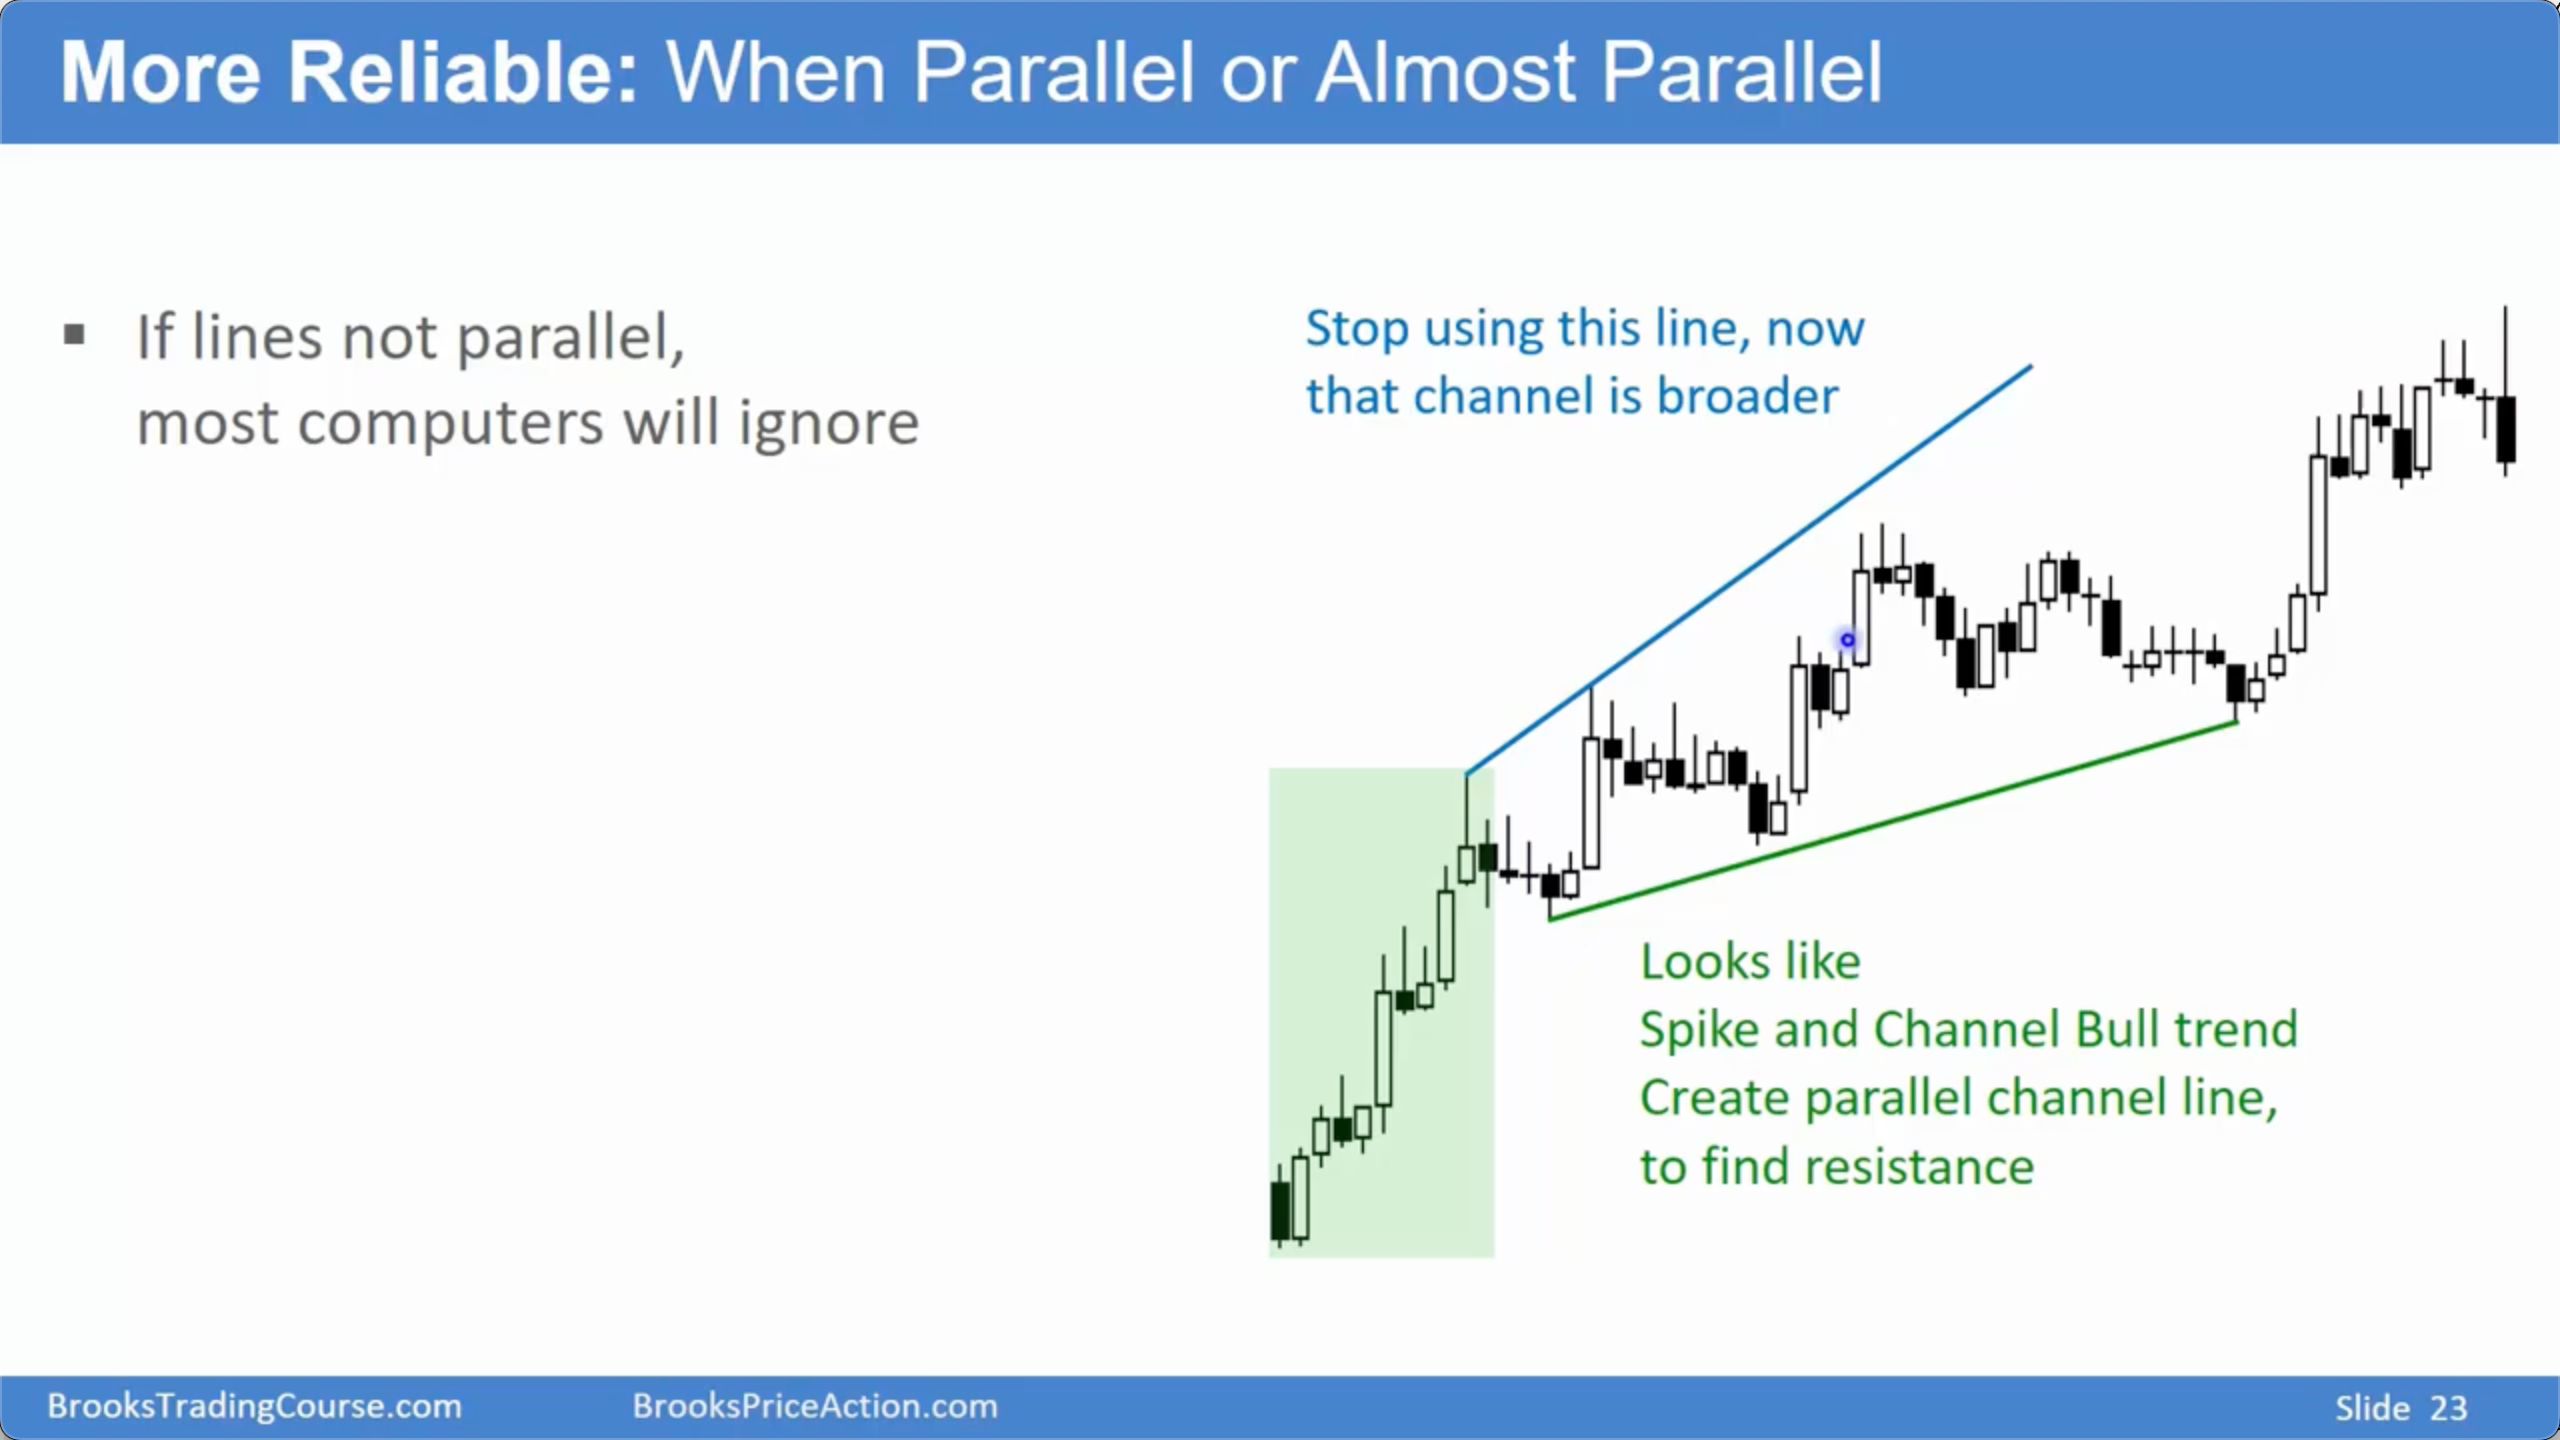 More Reliable: When Parallel or Almost Parallel
▪ If lines not parallel,
most computers will ignore
Stop using this line, now
that channel is broader
Looks like
Spike and Channel Bull trend
Create parallel channel line,
to find resistance
BrooksTradingCourse.com
BrooksPriceAction.com
Slide 23